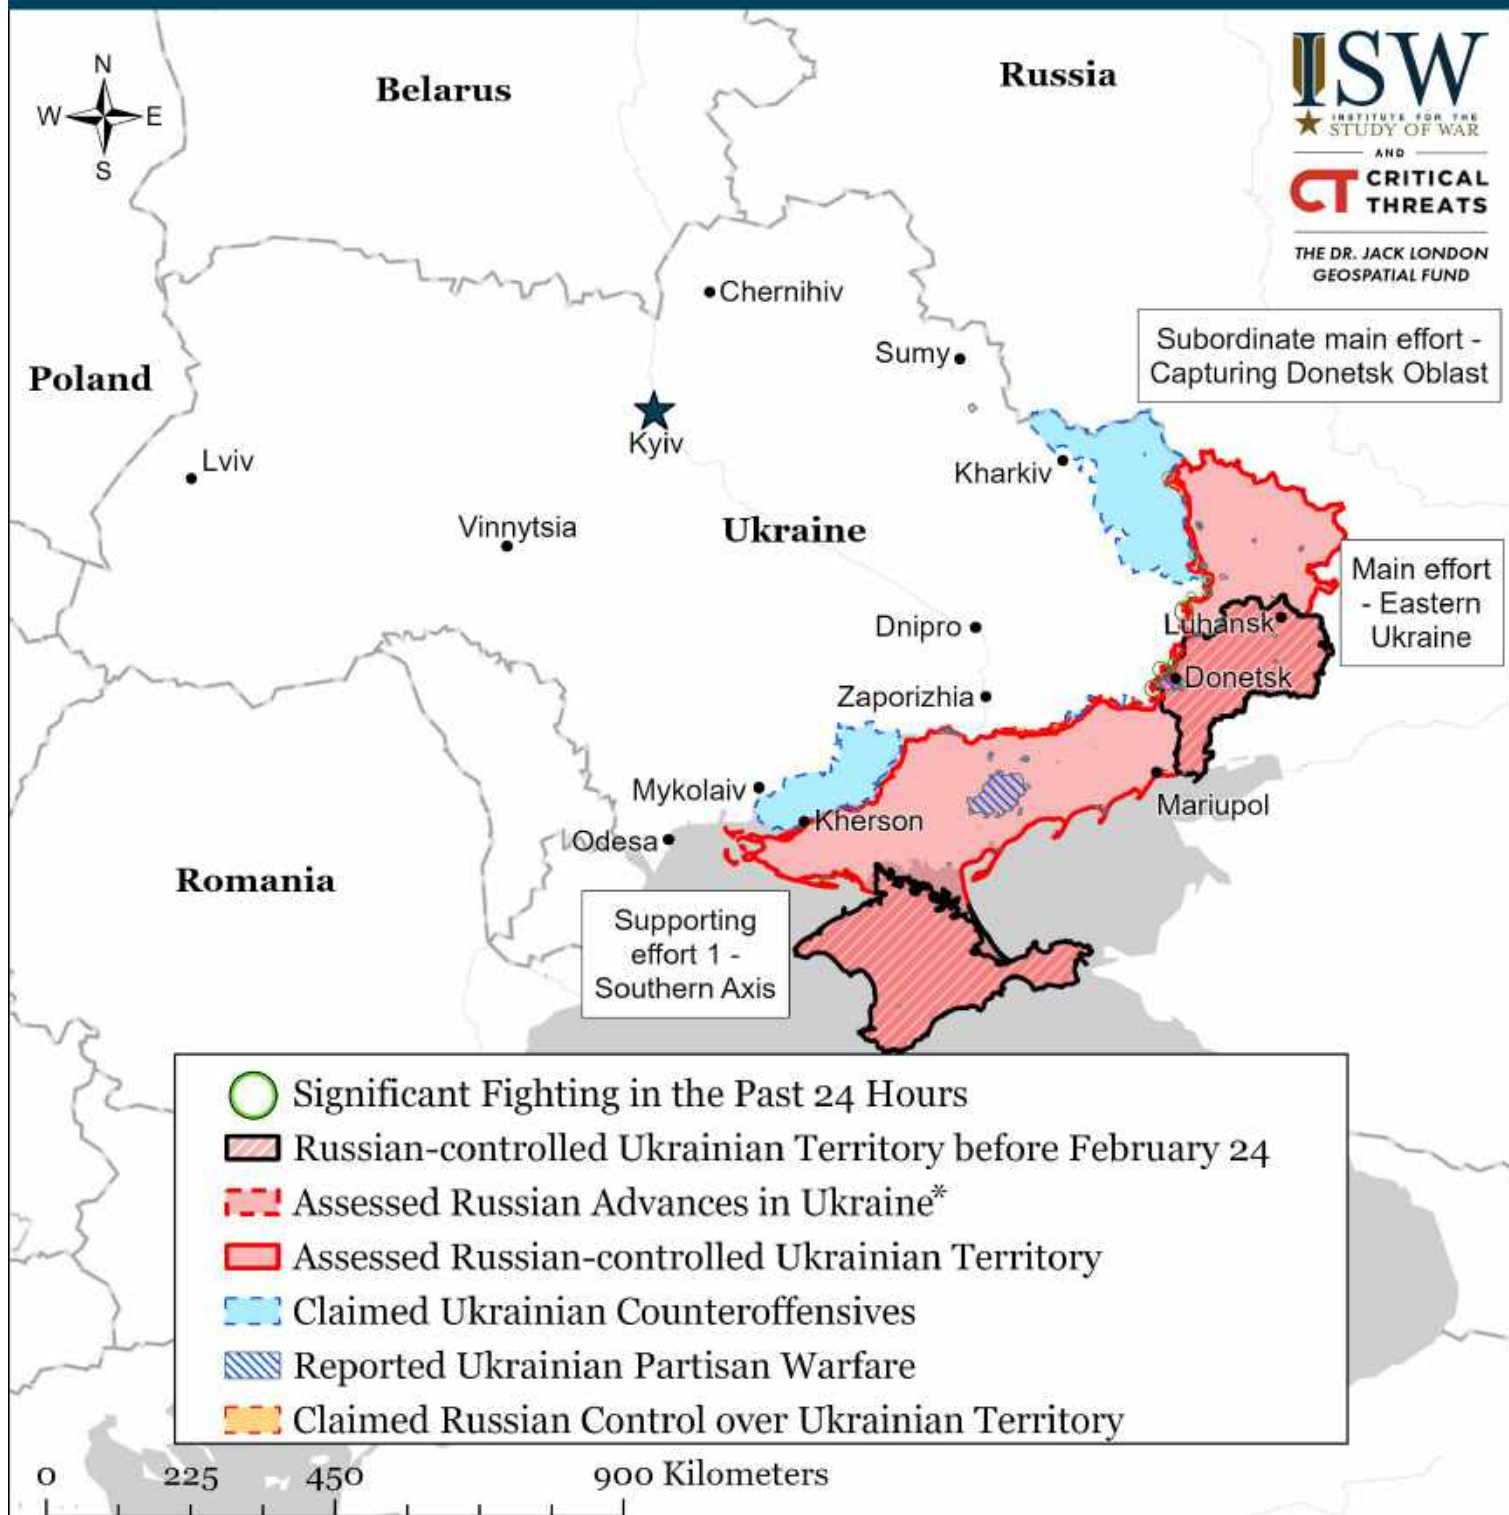 N
W
E
S
Belarus
Russia
ISW
INSTITUTE FOR THE
STUDY OF WAR
AND
CT CRITICAL
THREATS
THE DR. JACK LONDON
GEOSPATIAL FUND
Chernihiv
Subordinate main effort -
Capturing Donetsk Oblast
Sumy
Poland
Kyiv
Lviv
Kharkiv
Vinnytsia
Ukraine
Main effort
- Eastern
Ukraine
Dnipro
Luhansk
Donetsk
Zaporizhia
Mykolaiv
Mariupol
Kherson
Odesa
Romania
Supporting
effort 1 -
Southern Axis
Significant Fighting in the Past 24 Hours
Russian-controlled Ukrainian Territory before February 24
Assessed Russian Advances in Ukraine*
Assessed Russian-controlled Ukrainian Territory
Claimed Ukrainian Counteroffensives
Reported Ukrainian Partisan Warfare
Claimed Russian Control over Ukrainian Territory
0 225 450 900 Kilometers